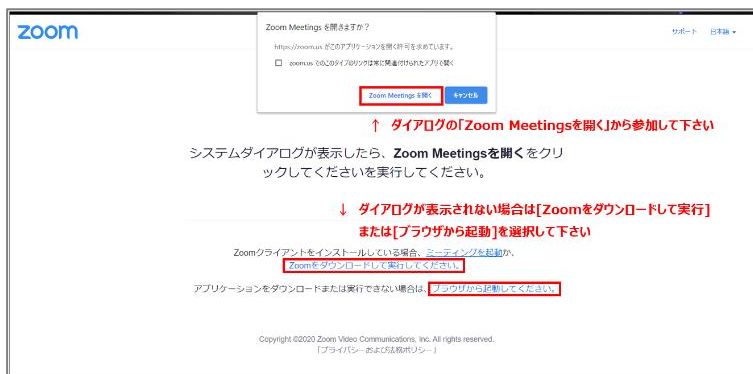 zoom
サポート 日本語
Zoom Meetings を開きますか？
https://zoom.us がこのアプリケーションを開く許可を求めています。
zoom.us でのこのタイプのリンクは常に関連付けられたアプリで開く
Zoom Meetings を開く キャンセル
↑ ダイアログの「Zoom Meetingsを開く」から参加して下さい
システムダイアログが表示したら、Zoom Meetingsを開くをクリ
ックしてくださいを実行してください。
↓ ダイアログが表示されない場合は[Zoomをダウンロードして実行]
または[ブラウザから起動]を選択して下さい
Zoomクライアントをインストールしている場合、ミーティングを起動か、
Zoomをダウンロードして実行してください。
アプリケーションをダウンロードまたは実行できない場合は、ブラウザから起動してください。
Copyright ©2020 Zoom Video Communications, Inc. All rights reserved.
「プライバシーおよび法務ポリシー」